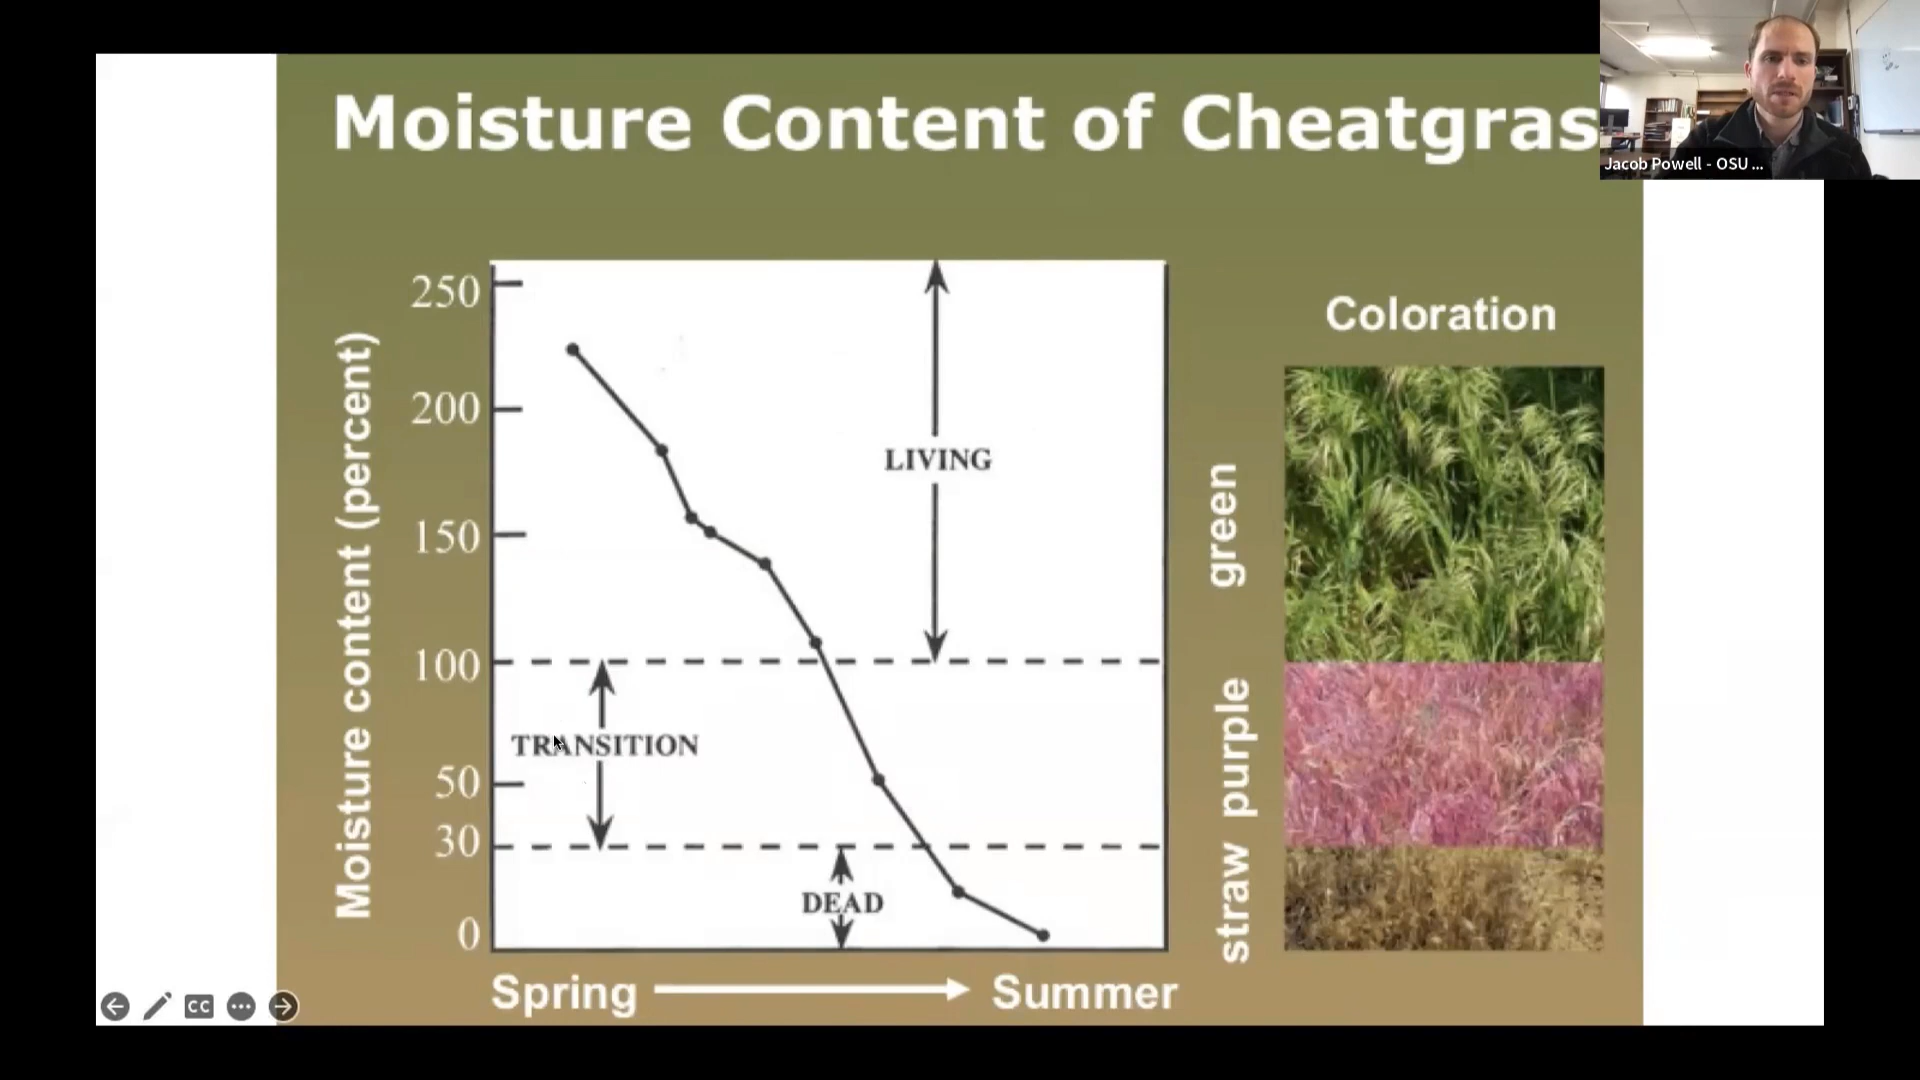 Moisture Content of Cheatgras
Jacob Powell - OSU ...
Moisture content (percent)
250
200
150
100
50
30
0
LIVING
TRANSITION
DEAD
Spring
Summer
Coloration
green
purple
straw
CC